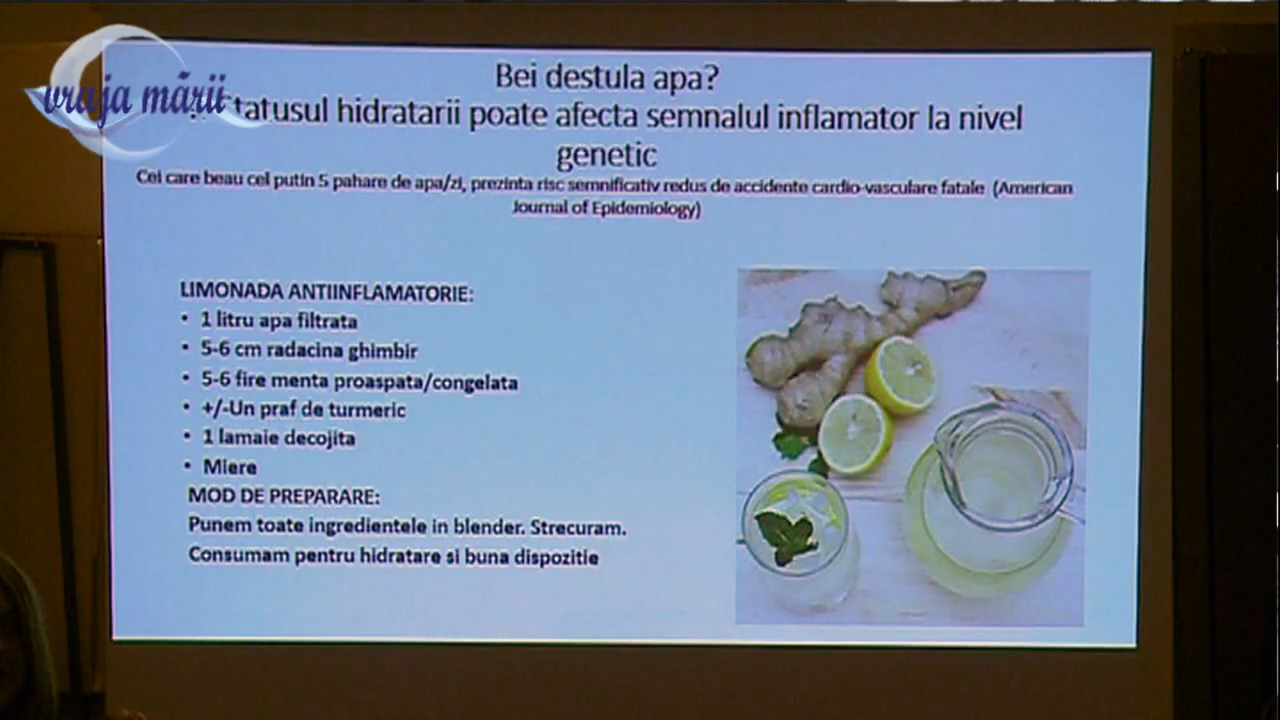 vraja mării
Bei destula apa?
tatusul hidratarii poate afecta semnalul inflamator la nivel
genetic
Cei care beau cel putin 5 pahare de apa/zi, prezinta risc semnificativ redus de accidente cardio-vasculare fatale (American
Journal of Epidemiology)
LIMONADA ANTIINFLAMATORIE:
• 1 litru apa filtrata
• 5-6 cm radacina ghimbir
• 5-6 fire menta proaspata/congelata
• +/-Un praf de turmeric
• 1 lamaie decojita
• Miere
MOD DE PREPARARE:
Punem toate ingredientele in blender. Strecuram.
Consumam pentru hidratare si buna dispozitie